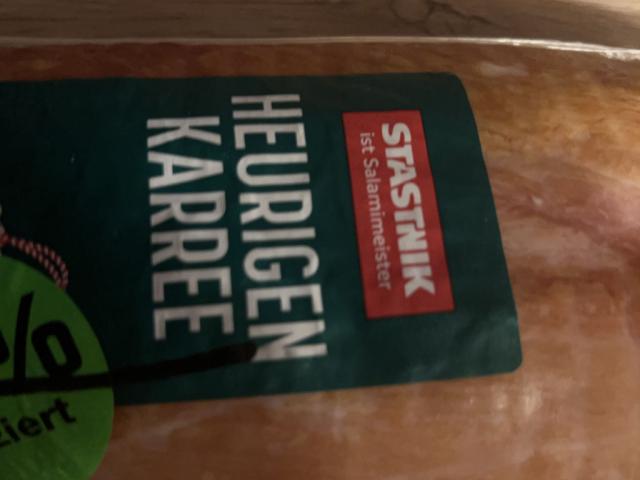 STASTNIK
ist Salamimeister
HEURIGEN
KARREE
%